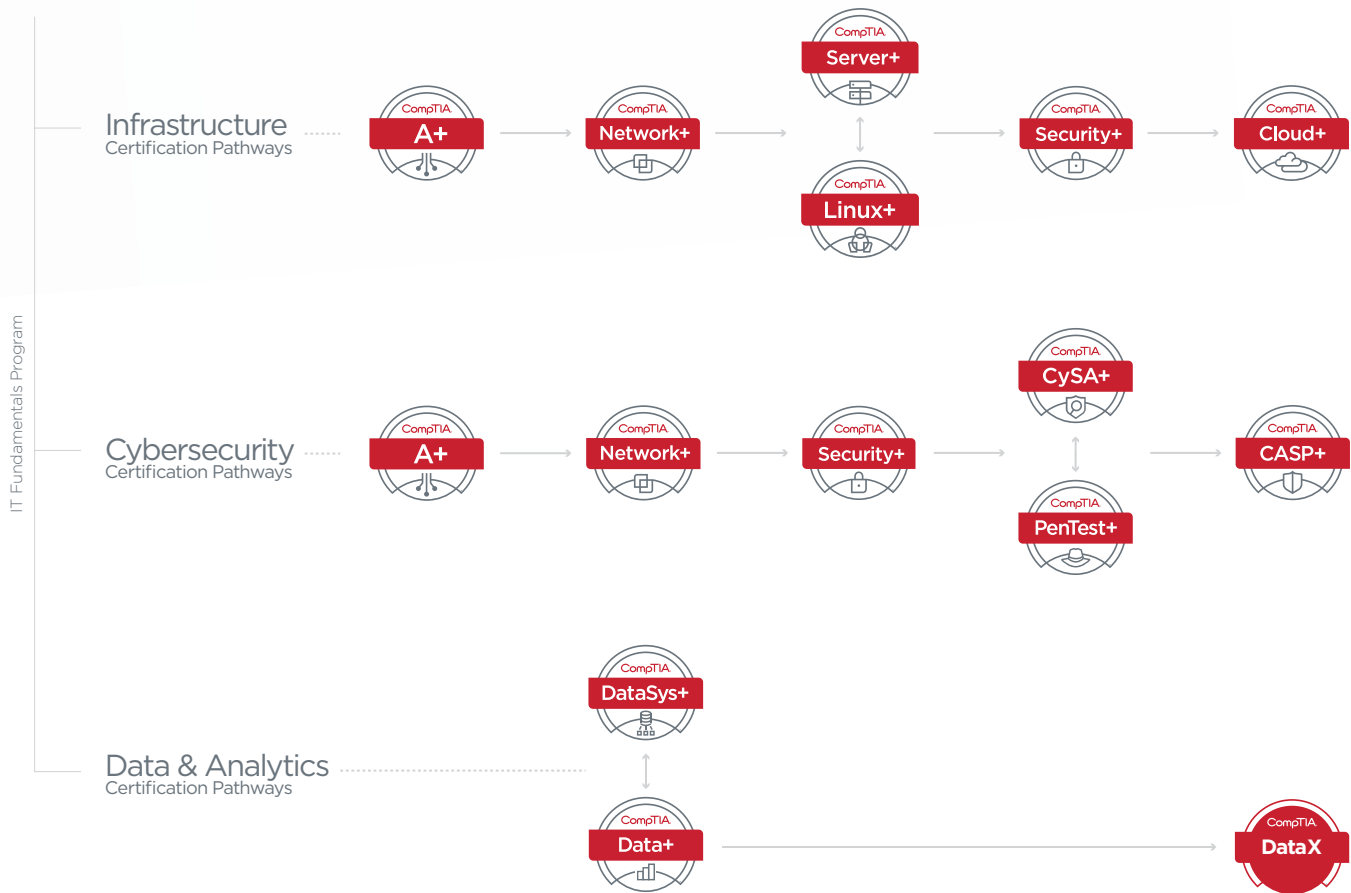 IT Fundamentals Program
Infrastructure
Certification Pathways
CompTIA.
A+
CompTIA.
Network+
CompTIA.
Server+
CompTIA.
Linux+
CompTIA.
Security+
CompTIA.
Cloud+
Cybersecurity
Certification Pathways
CompTIA.
A+
CompTIA.
Network+
CompTIA.
Security+
CompTIA.
CySA+
CompTIA.
PenTest+
CompTIA.
CASP+
Data & Analytics
Certification Pathways
CompTIA.
DataSys+
CompTIA.
Data+
CompTIA.
DataX